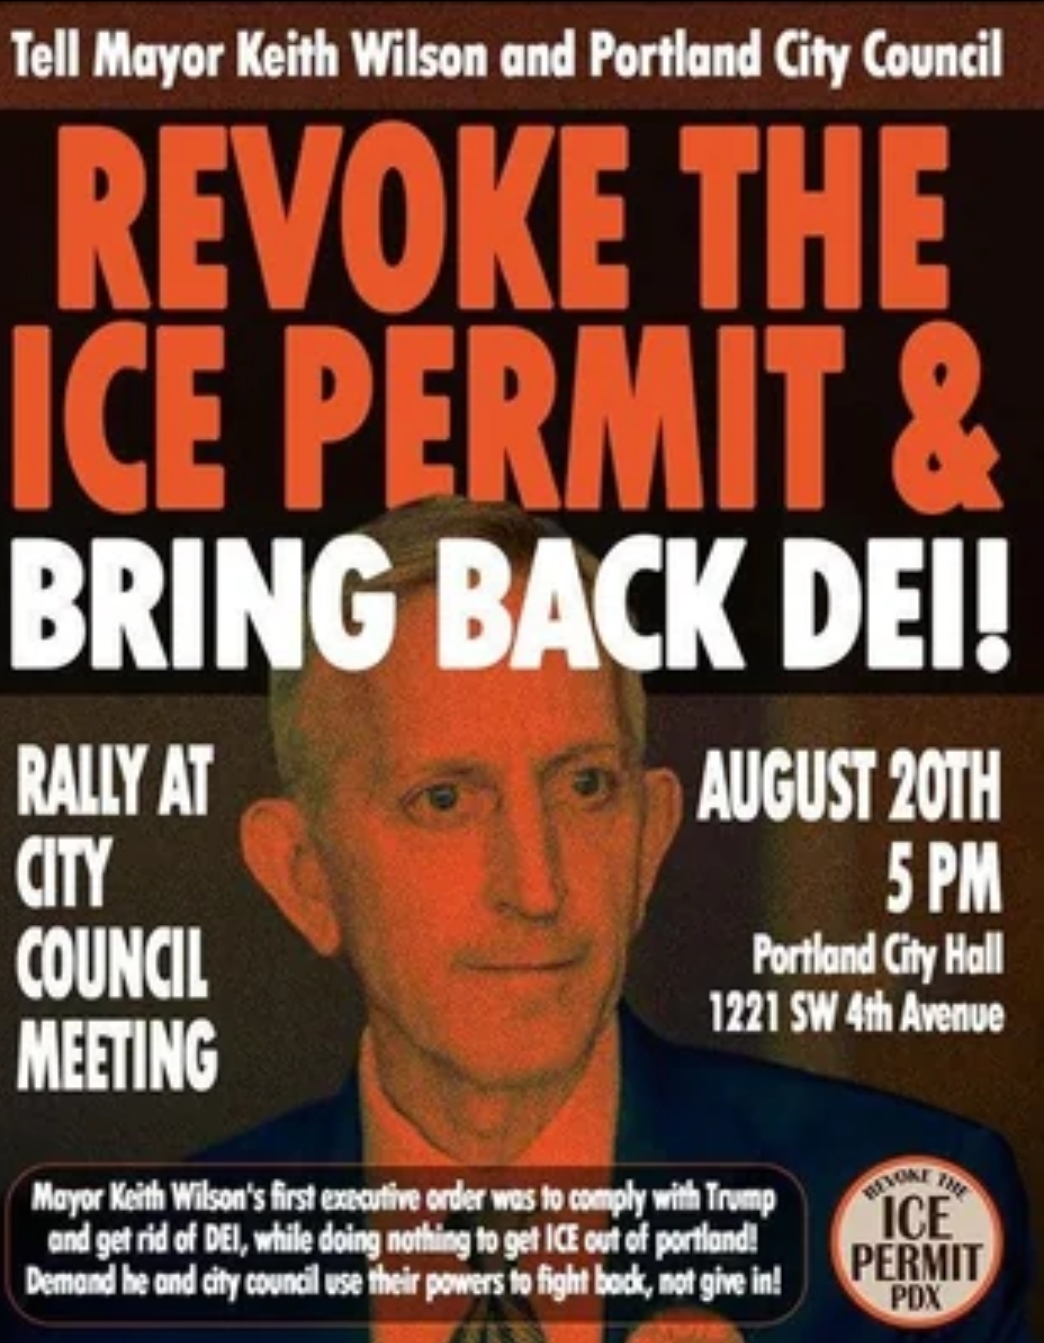 Tell Mayor Keith Wilson and Portland City Council
REVOKE THE
ICE PERMIT &
BRING BACK DEI!
RALLY AT
CITY
COUNCIL
MEETING
AUGUST 20TH
5 PM
Portland City Hall
1221 SW 4th Avenue
Mayor Keith Wilson's first executive order was to comply with Trump
and get rid of DEI, while doing nothing to get ICE out of portland!
Demand he and city council use their powers to fight back, not give in!
REVOKE THE
ICE
PERMIT
PDX